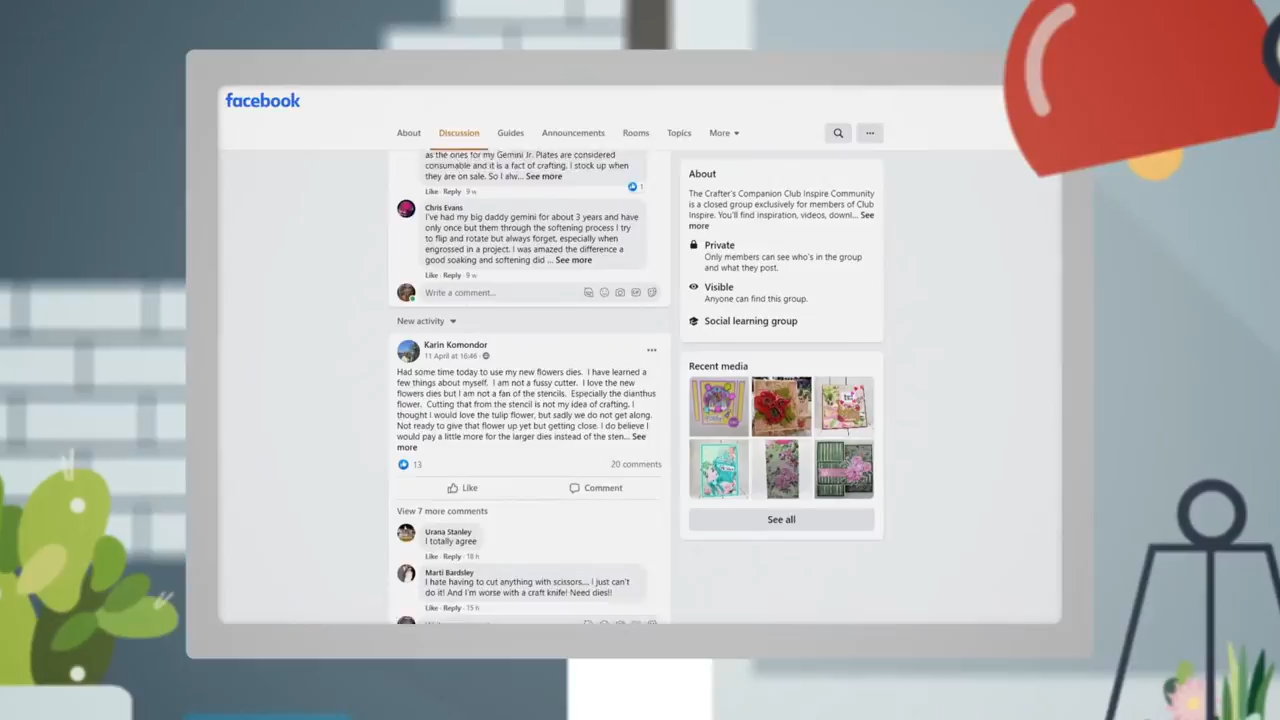 facebook
About
Discussion
Guides
Announcements
Rooms
Topics
More
as the ones for my Gemini Jr. Plates are considered
consumable and it is a fact of crafting. I stock up when
they are on sale. So I alw... See more
1
Like · Reply · 9 w
Chris Evans
I've had my big daddy gemini for about 3 years and have
only once but them through the softening process I try
to flip and rotate but always forget, especially when
engrossed in a project. I was amazed the difference a
good soaking and softening did ... See more
Like · Reply · 9 w
Write a comment...
New activity
Karin Komondor
11 April at 16:46
Had some time today to use my new flowers dies. I have learned a
few things about myself. I am not a fussy cutter. I love the new
flowers dies but I am not a fan of the stencils. Especially the dianthus
flower. Cutting that from the stencil is not my idea of crafting. I
thought I would love the tulip flower, but sadly we do not get along.
Not ready to give that flower up yet but getting close. I do believe I
would pay a little more for the larger dies instead of the sten... See
more
13
20 comments
Like
Comment
View 7 more comments
Urana Stanley
I totally agree
Like · Reply · 18 h
Marti Bardsley
I hate having to cut anything with scissors.... I just can't
do it! And I'm worse with a craft knife! Need dies!!
Like · Reply · 15 h
About
The Crafter's Companion Club Inspire Community
is a closed group exclusively for members of Club
Inspire. You'll find inspiration, videos, downl... See
more
Private
Only members can see who's in the group
and what they post.
Visible
Anyone can find this group.
Social learning group
Recent media
See all